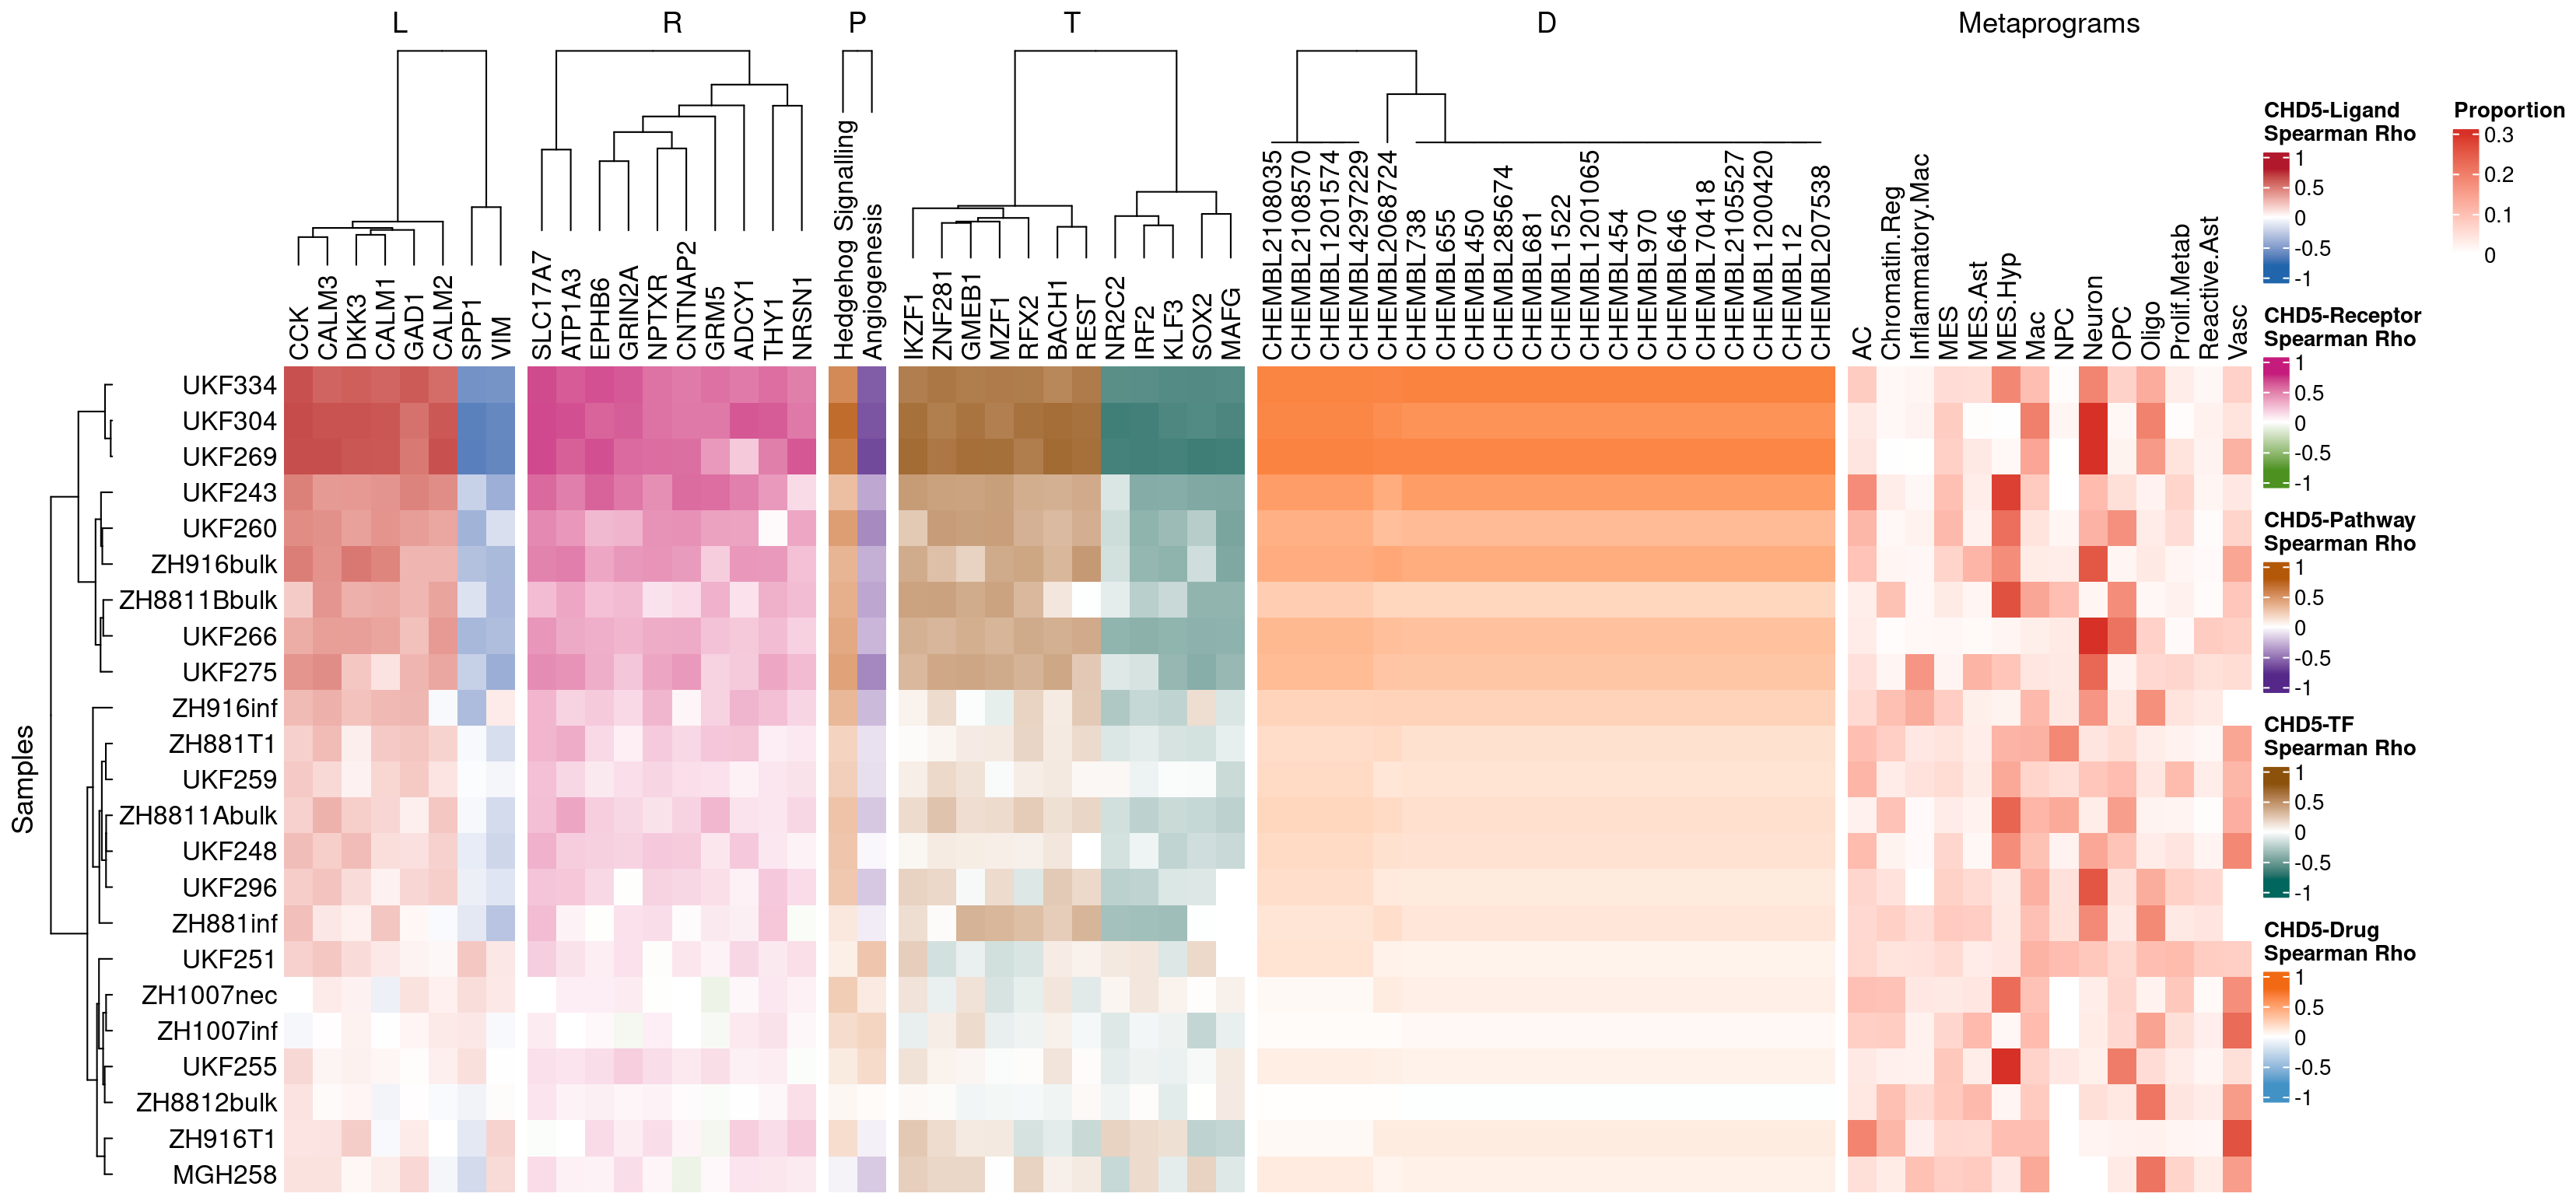 L
R
P
T
D
Metaprograms
CCK
CALM3
DKK3
CALM1
GAD1
CALM2
SPP1
VIM
SLC17A7
ATP1A3
EPHB6
GRIN2A
NPTXR
CNTNAP2
GRM5
ADCY1
THY1
NRSN1
Hedgehog Signalling
Angiogenesis
IKZF1
ZNF281
GMEB1
MZF1
RFX2
BACH1
REST
NR2C2
IRF2
KLF3
SOX2
MAFG
CHEMBL2108035
CHEMBL2108570
CHEMBL1201574
CHEMBL4297229
CHEMBL2068724
CHEMBL738
CHEMBL655
CHEMBL450
CHEMBL285674
CHEMBL681
CHEMBL1522
CHEMBL1201065
CHEMBL454
CHEMBL970
CHEMBL646
CHEMBL70418
CHEMBL2105527
CHEMBL1200420
CHEMBL12
CHEMBL207538
AC
Chromatin.Reg
Inflammatory.Mac
MES
MES.Ast
MES.Hyp
Mac
NPC
Neuron
OPC
Oligo
Prolif.Metab
Reactive.Ast
Vasc
Samples
UKF334
UKF304
UKF269
UKF243
UKF260
ZH916bulk
ZH8811Bbulk
UKF266
UKF275
ZH916inf
ZH881T1
UKF259
ZH8811Abulk
UKF248
UKF296
ZH881inf
UKF251
ZH1007nec
ZH1007inf
UKF255
ZH8812bulk
ZH916T1
MGH258
CHD5-Ligand
Spearman Rho
1
0.5
0
-0.5
-1
CHD5-Receptor
Spearman Rho
1
0.5
0
-0.5
-1
CHD5-Pathway
Spearman Rho
1
0.5
0
-0.5
-1
CHD5-TF
Spearman Rho
1
0.5
0
-0.5
-1
CHD5-Drug
Spearman Rho
1
0.5
0
-0.5
-1
Proportion
0.3
0.2
0.1
0